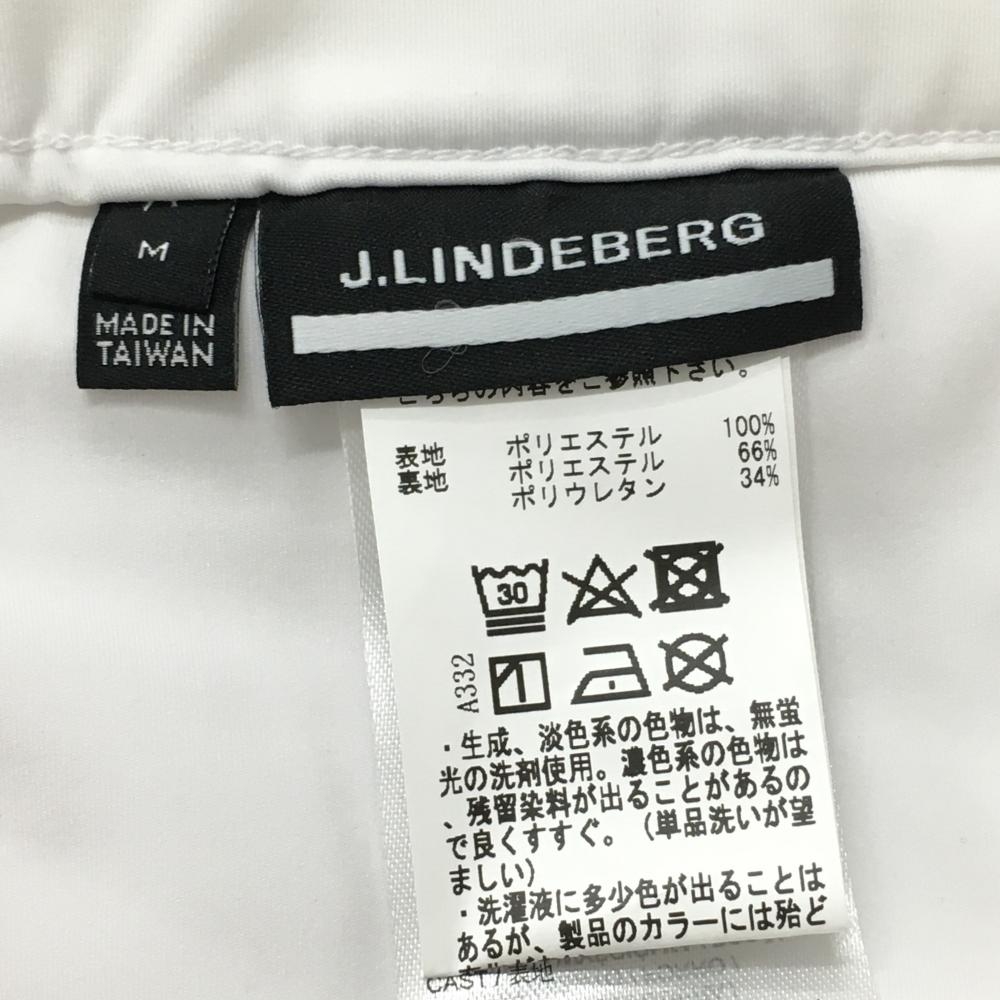 M
MADE IN
TAIWAN
J.LINDEBERG
こちらの内容をご参照下さい。
表地 ポリエステル 100%
裏地 ポリエステル 66%
ポリウレタン 34%
30
A332
・生成、淡色系の色物は、無蛍
光の洗剤使用。濃色系の色物は
、残留染料が出ることがあるの
で良くすすぐ。(単品洗いが望
ましい)
・洗濯液に多少色が出ることは
あるが、製品のカラーには殆ど
CAST/表地